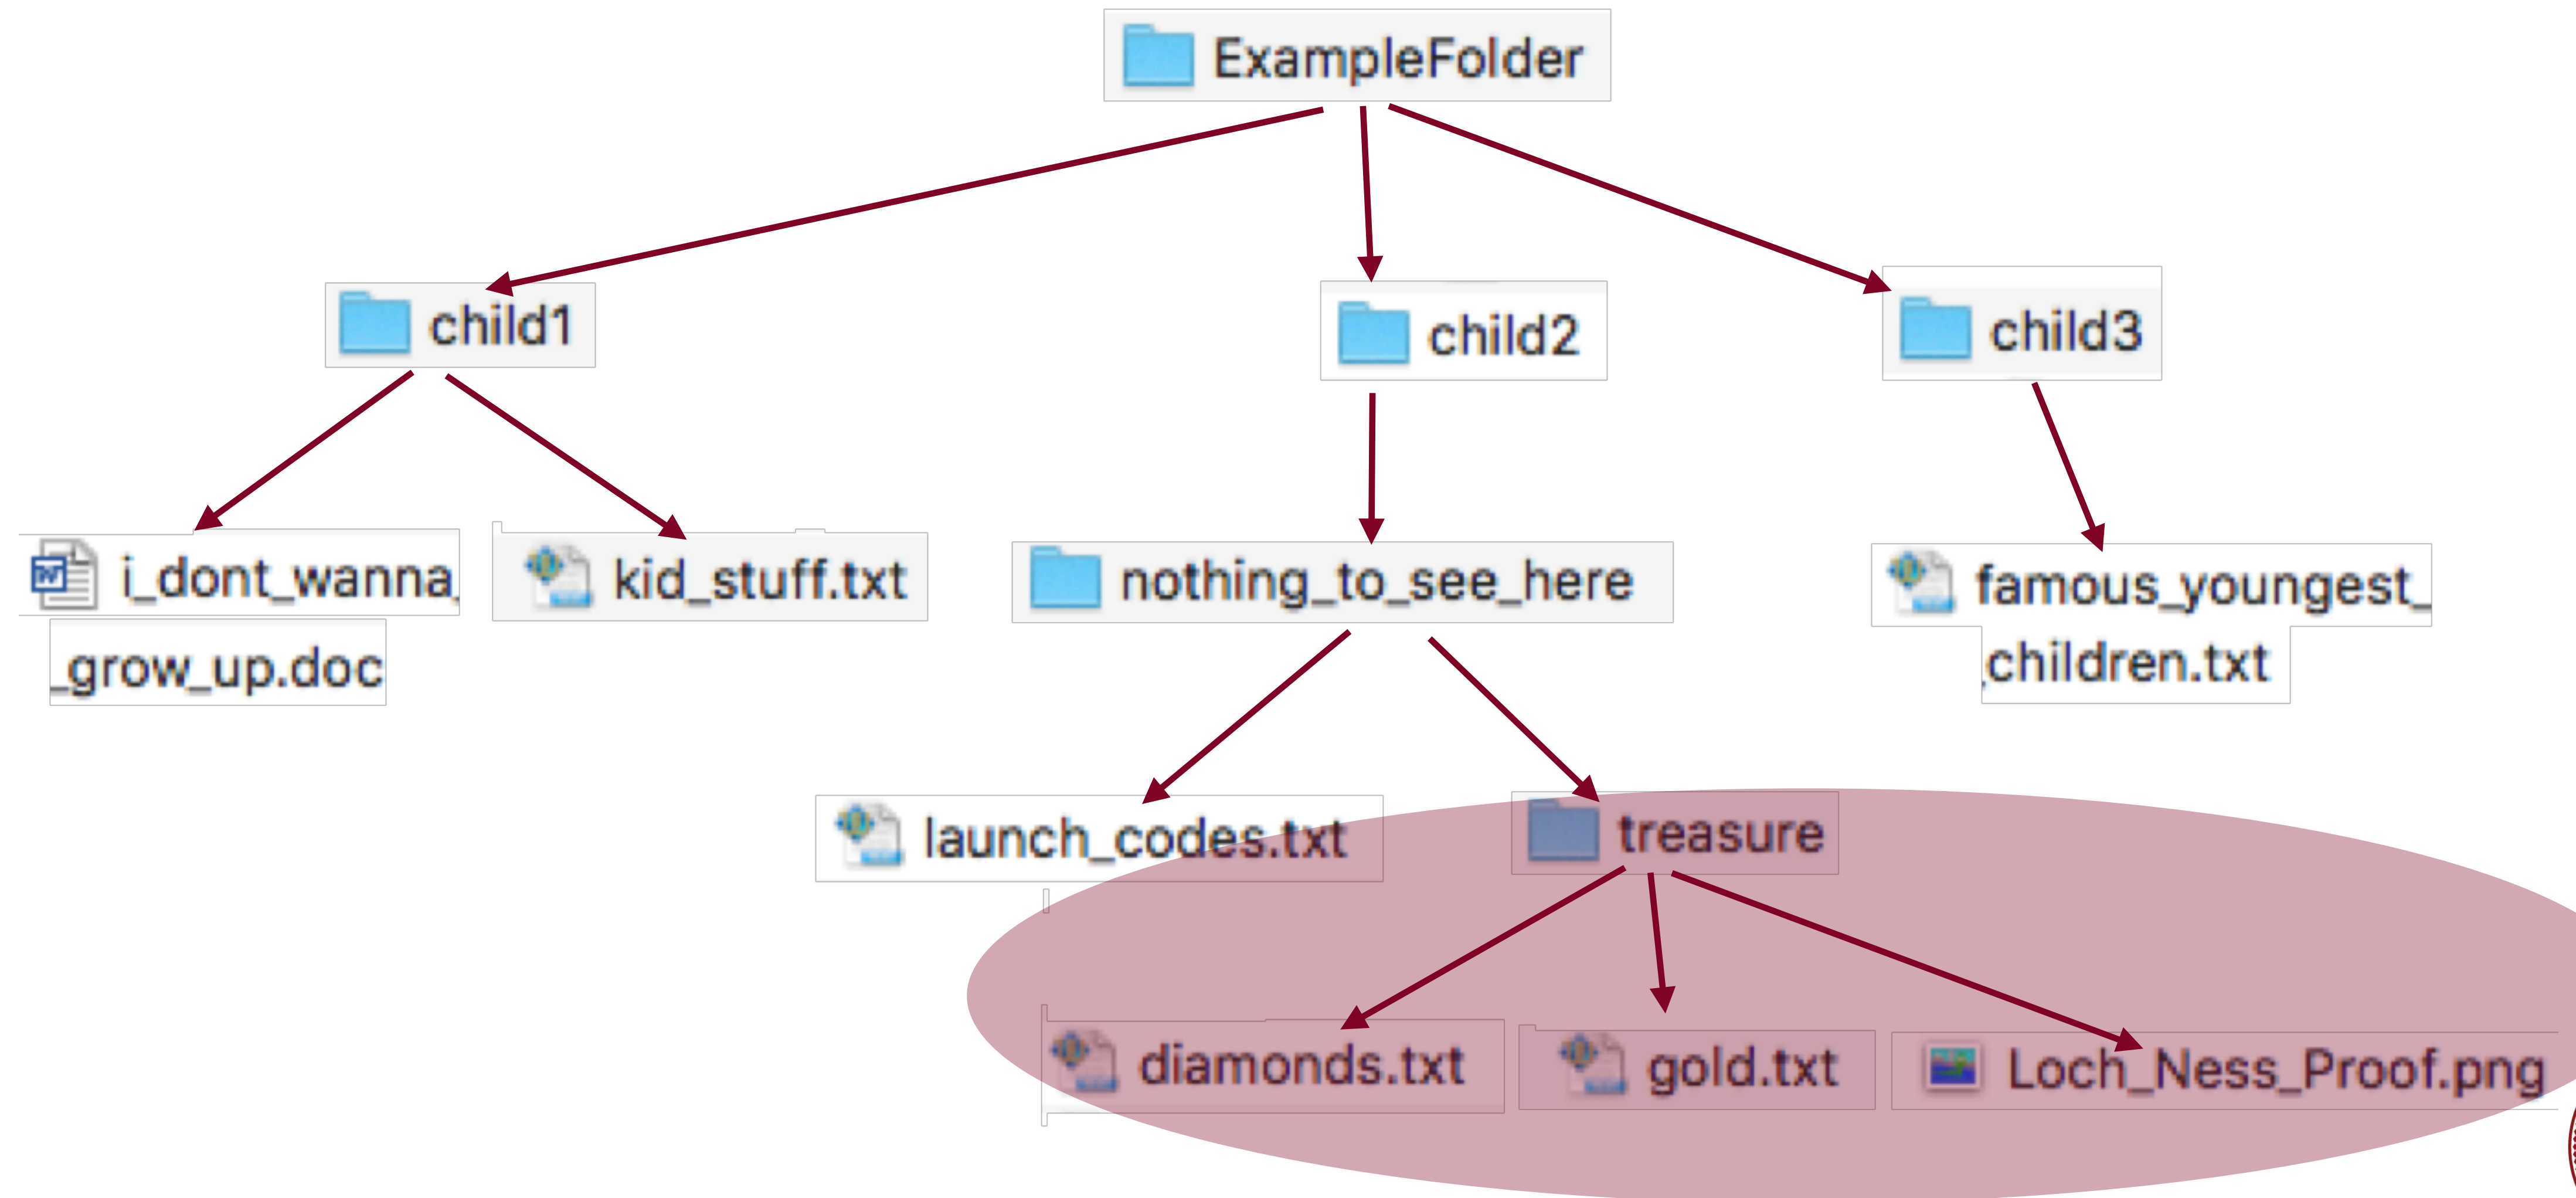 ExampleFolder
child1
child2
child3
i_dont_wanna_
_grow_up.doc
kid_stuff.txt
nothing_to_see_here
famous_youngest_
children.txt
launch_codes.txt
treasure
diamonds.txt
gold.txt
Loch_Ness_Proof.png